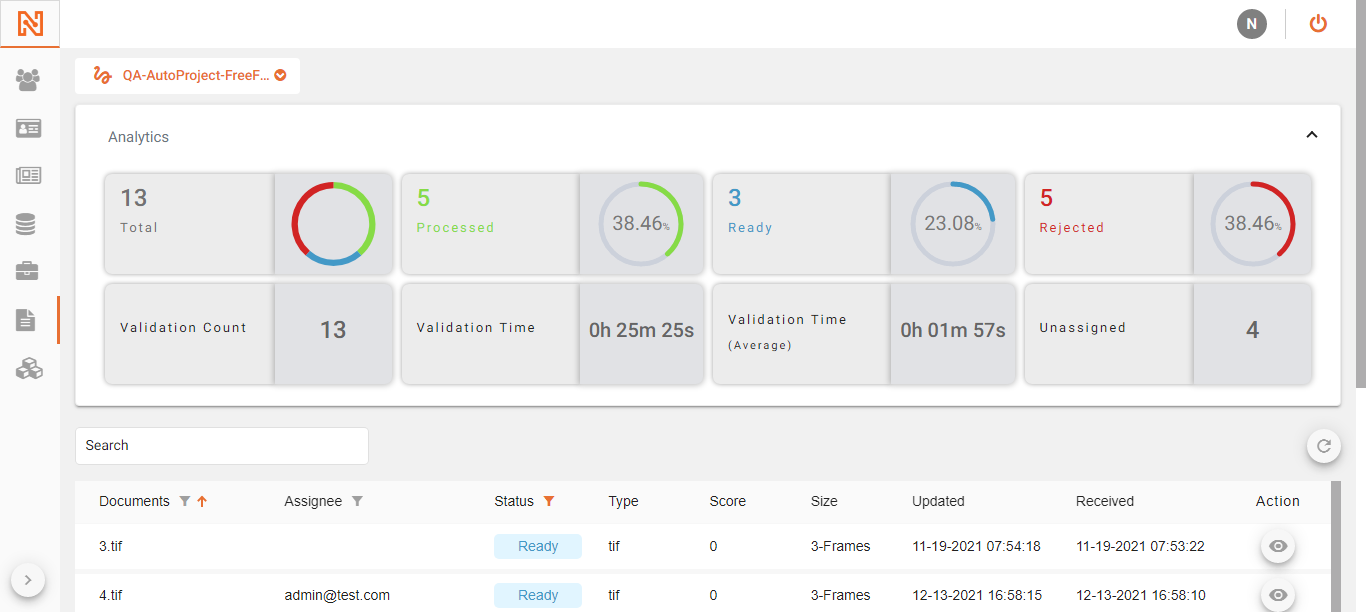 N
QA-AutoProject-FreeF...
Analytics
13
Total
5
Processed
38.46%
3
Ready
23.08%
5
Rejected
38.46%
Validation Count
13
Validation Time
0h 25m 25s
Validation Time
(Average)
0h 01m 57s
Unassigned
4
Search
Documents Assignee Status Type Score Size Updated Received Action
3.tif Ready tif 0 3-Frames 11-19-2021 07:54:18 11-19-2021 07:53:22
4.tif admin@test.com Ready tif 0 3-Frames 12-13-2021 16:58:15 12-13-2021 16:58:10